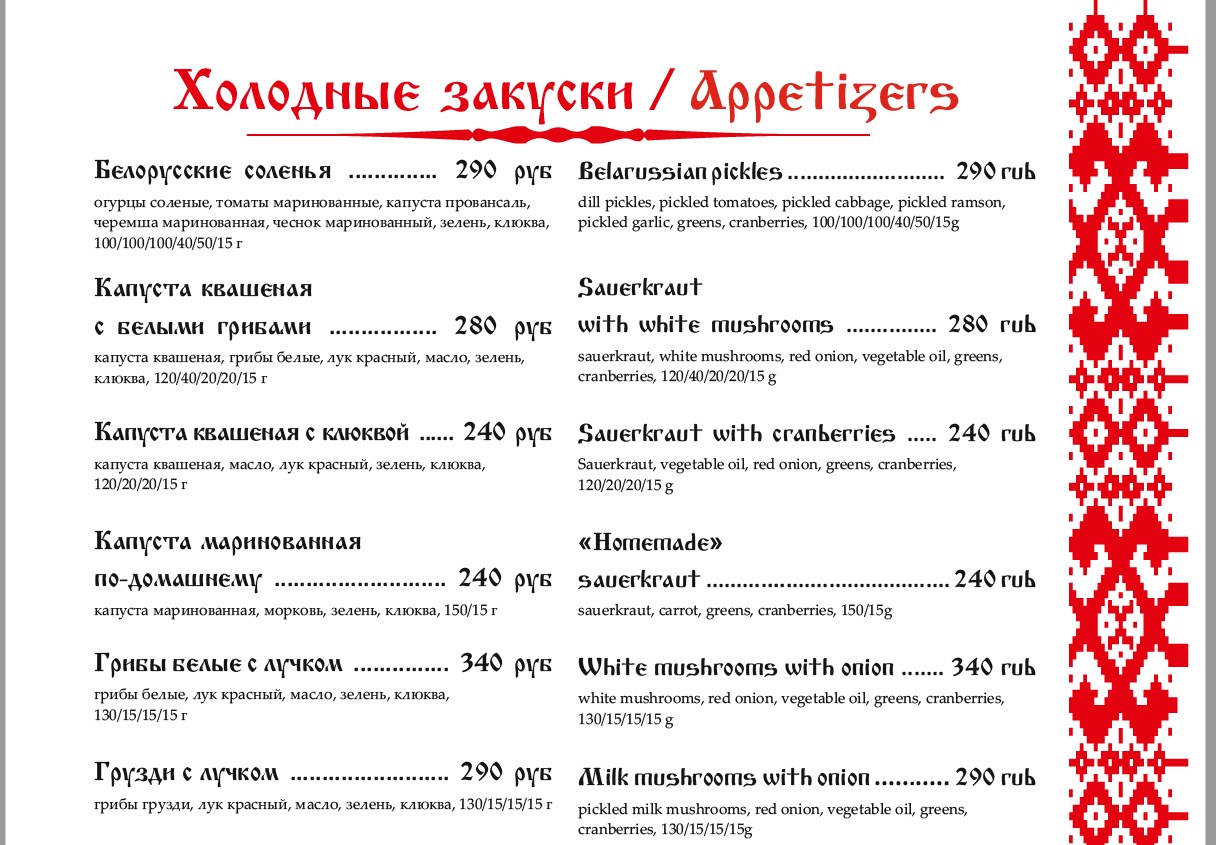 Холодные закуски / Appetizers
Белорусские соленья .............. 290 руб
огурцы соленые, томаты маринованные, капуста провансаль,
черемша маринованная, чеснок маринованный, зелень, клюква,
100/100/100/40/50/15 г
Капуста квашеная
с белыми грибами ................. 280 руб
капуста квашеная, грибы белые, лук красный, масло, зелень,
клюква, 120/40/20/20/15 г
Капуста квашеная с клюквой ...... 240 руб
капуста квашеная, масло, лук красный, зелень, клюква,
120/20/20/15 г
Капуста маринованная
по-домашнему ........................... 240 руб
капуста маринованная, морковь, зелень, клюква, 150/15 г
Грибы белые с лучком ............... 340 руб
грибы белые, лук красный, масло, зелень, клюква,
130/15/15/15 г
Грузди с лучком ......................... 290 руб
грибы грузди, лук красный, масло, зелень, клюква, 130/15/15/15 г
Belarussian pickles ......................... 290 rub
dill pickles, pickled tomatoes, pickled cabbage, pickled ramson,
pickled garlic, greens, cranberries, 100/100/100/40/50/15g
Sauerkraut
with white mushrooms ............... 280 rub
sauerkraut, white mushrooms, red onion, vegetable oil, greens,
cranberries, 120/40/20/20/15 g
Sauerkraut with cranberries ..... 240 rub
Sauerkraut, vegetable oil, red onion, greens, cranberries,
120/20/20/15 g
«Homemade»
sauerkraut ....................................... 240 rub
sauerkraut, carrot, greens, cranberries, 150/15g
White mushrooms with onion ....... 340 rub
white mushrooms, red onion, vegetable oil, greens, cranberries,
130/15/15/15 g
Milk mushrooms with onion ........... 290 rub
pickled milk mushrooms, red onion, vegetable oil, greens,
cranberries, 130/15/15/15g